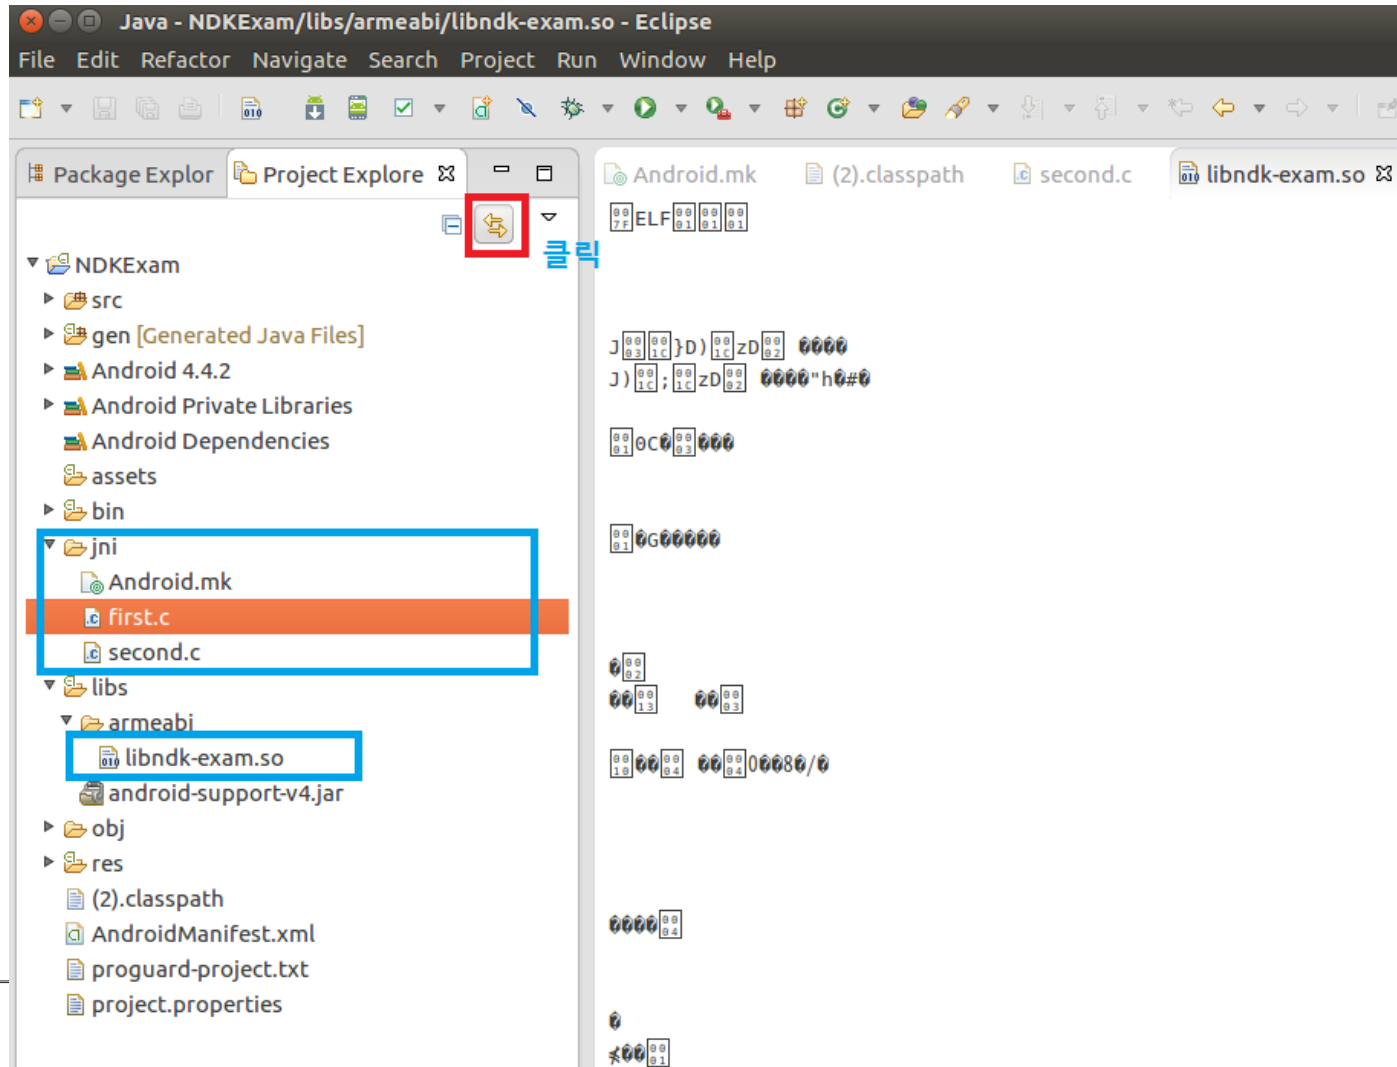 Java - NDKExam/libs/armeabi/libndk-exam.so - Eclipse
File Edit Refactor Navigate Search Project Run Window Help
Package Explor Project Explore
Android.mk (2).classpath second.c libndk-exam.so
클릭
NDKExam
src
gen [Generated Java Files]
Android 4.4.2
Android Private Libraries
Android Dependencies
assets
bin
jni
Android.mk
first.c
second.c
libs
armeabi
libndk-exam.so
android-support-v4.jar
obj
res
(2).classpath
AndroidManifest.xml
proguard-project.txt
project.properties
ELF